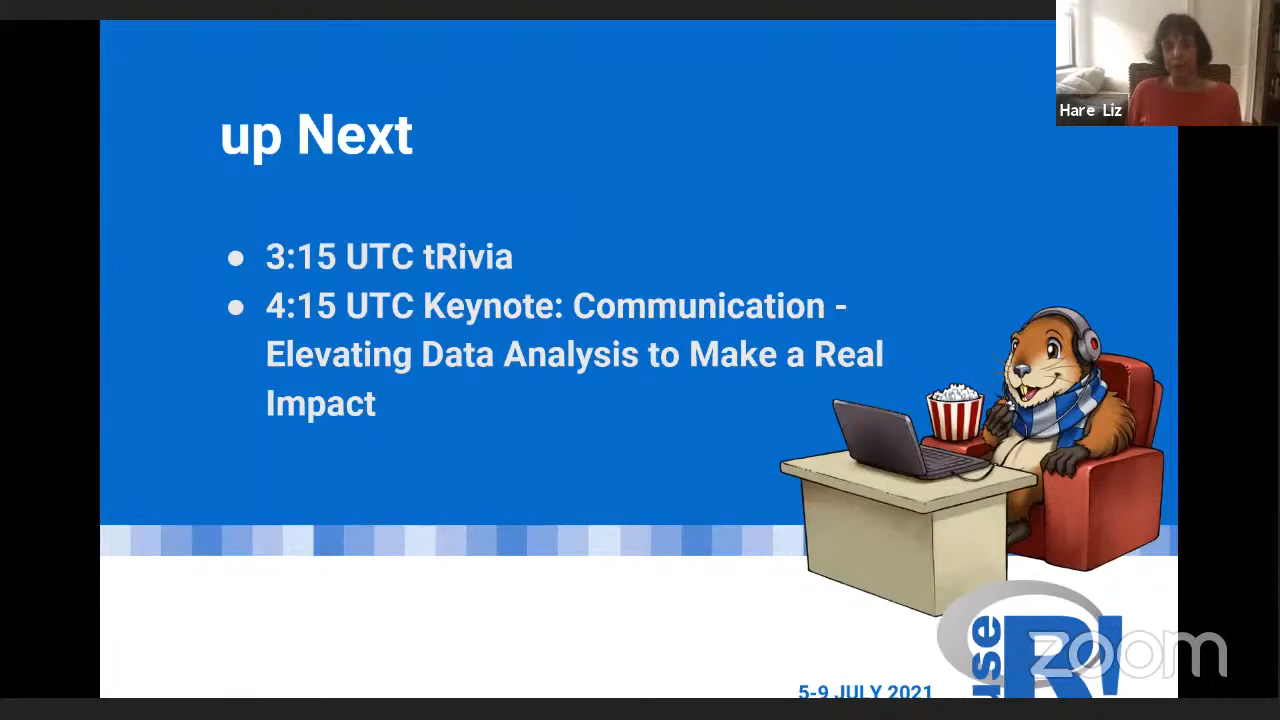 Hare Liz
up Next
● 3:15 UTC tRivia
● 4:15 UTC Keynote: Communication -
Elevating Data Analysis to Make a Real
Impact
5-9 JULY 2021
use
R!
zoom